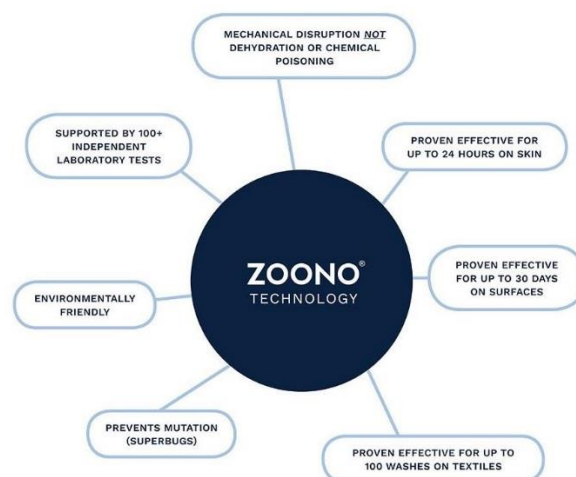 MECHANICAL DISRUPTION NOT
DEHYDRATION OR CHEMICAL
POISONING
SUPPORTED BY 100+
INDEPENDENT
LABORATORY TESTS
PROVEN EFFECTIVE FOR
UP TO 24 HOURS ON SKIN
ZOONO®
TECHNOLOGY
PROVEN EFFECTIVE
FOR UP TO 30 DAYS
ON SURFACES
ENVIRONMENTALLY
FRIENDLY
PREVENTS MUTATION
(SUPERBUGS)
PROVEN EFFECTIVE FOR UP TO
100 WASHES ON TEXTILES